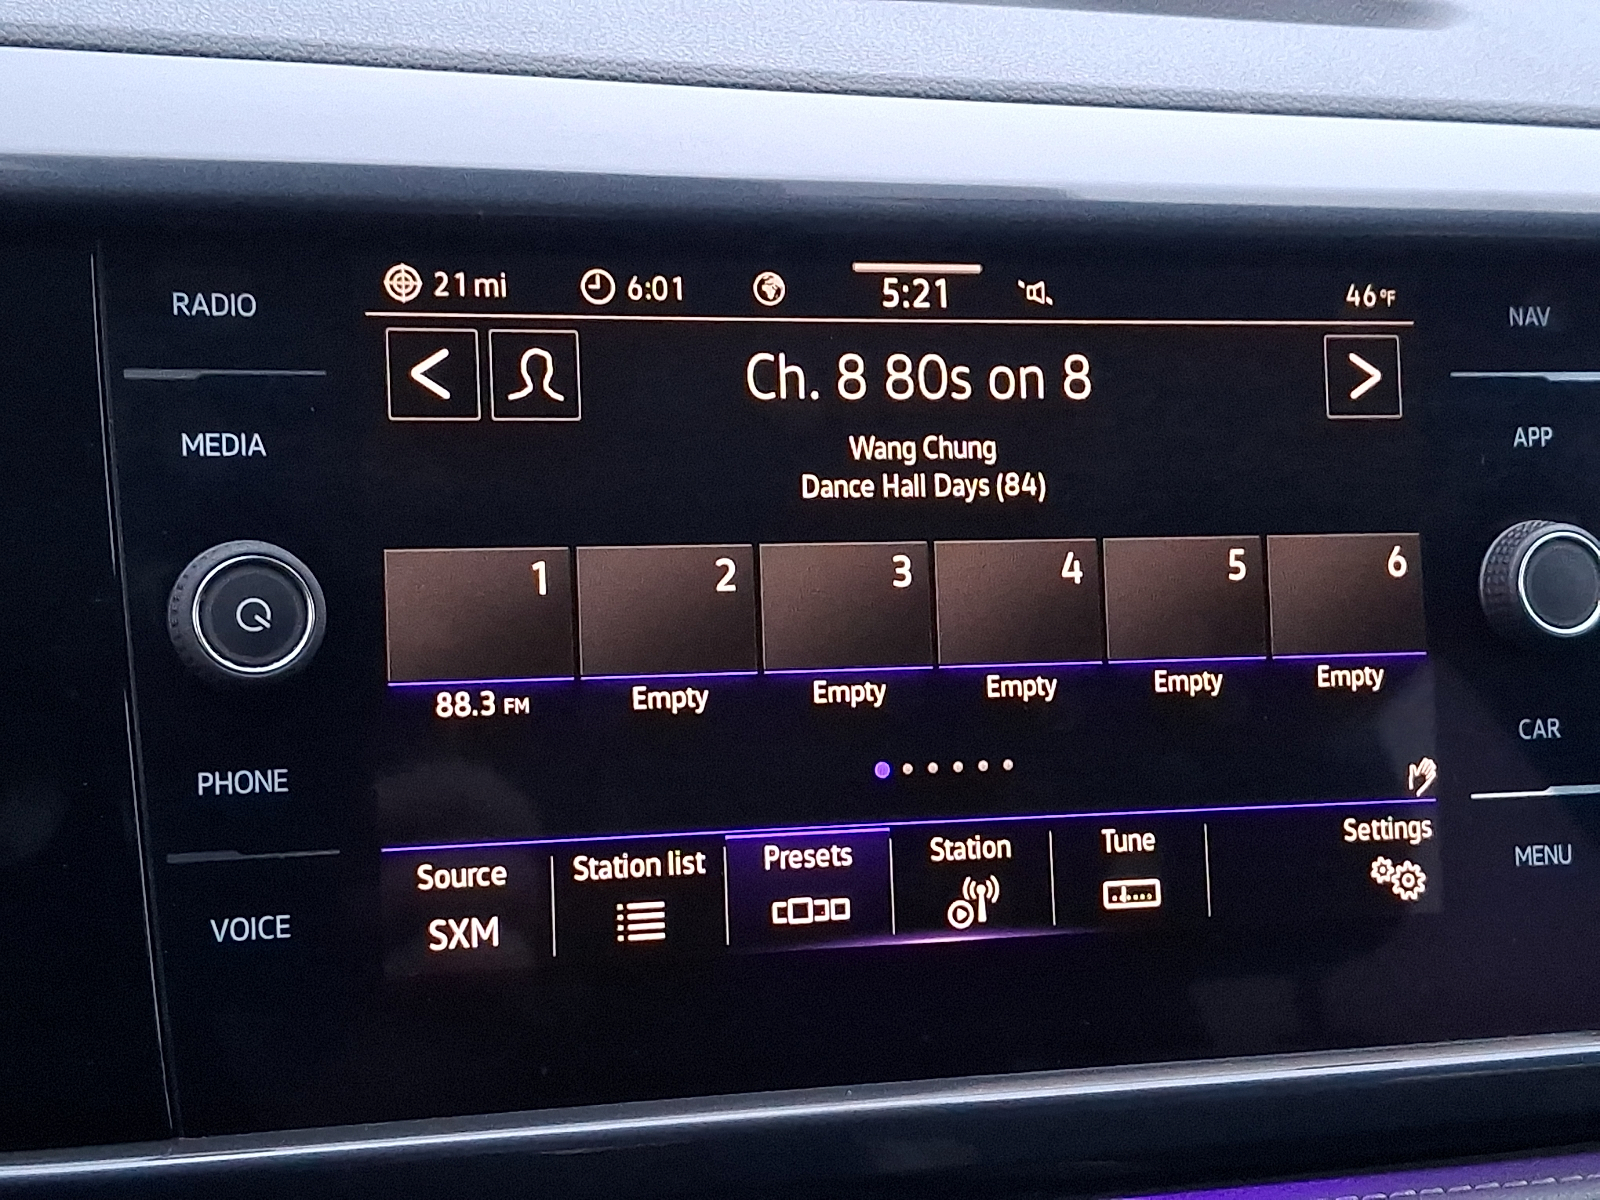 RADIO
MEDIA
PHONE
VOICE
21 mi
6:01
5:21
46°F
Ch. 8 80s on 8
Wang Chung
Dance Hall Days (84)
1
2
3
4
5
6
88.3 FM
Empty
Empty
Empty
Empty
Empty
Source
SXM
Station list
Presets
Station
Tune
Settings
NAV
APP
CAR
MENU